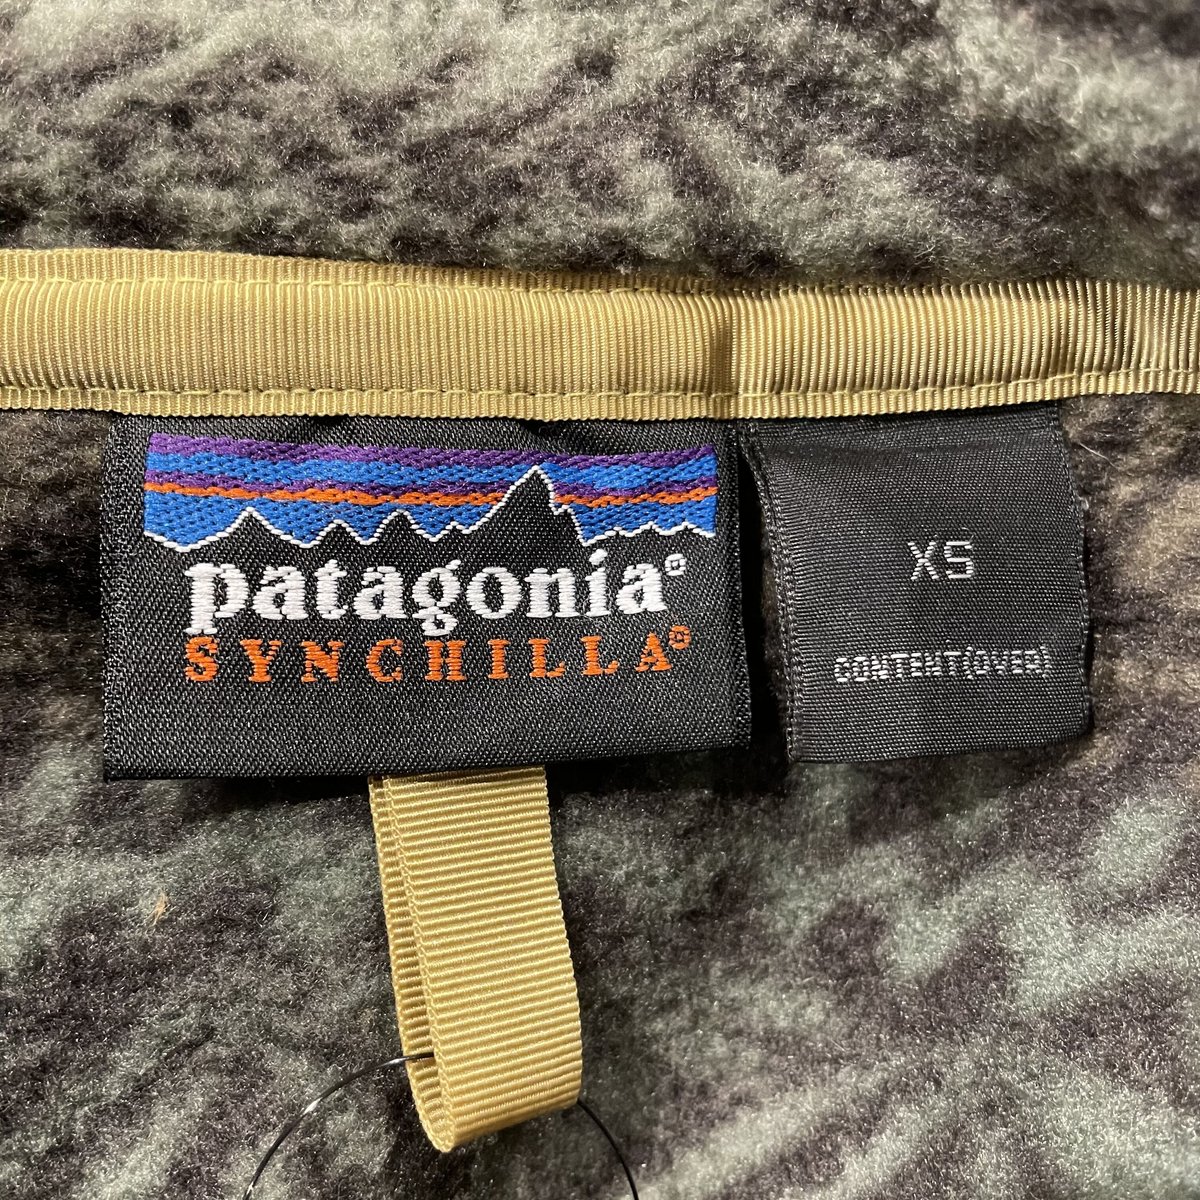 patagonia®
SYNCHILLA®
XS
CONTENT(OVER)